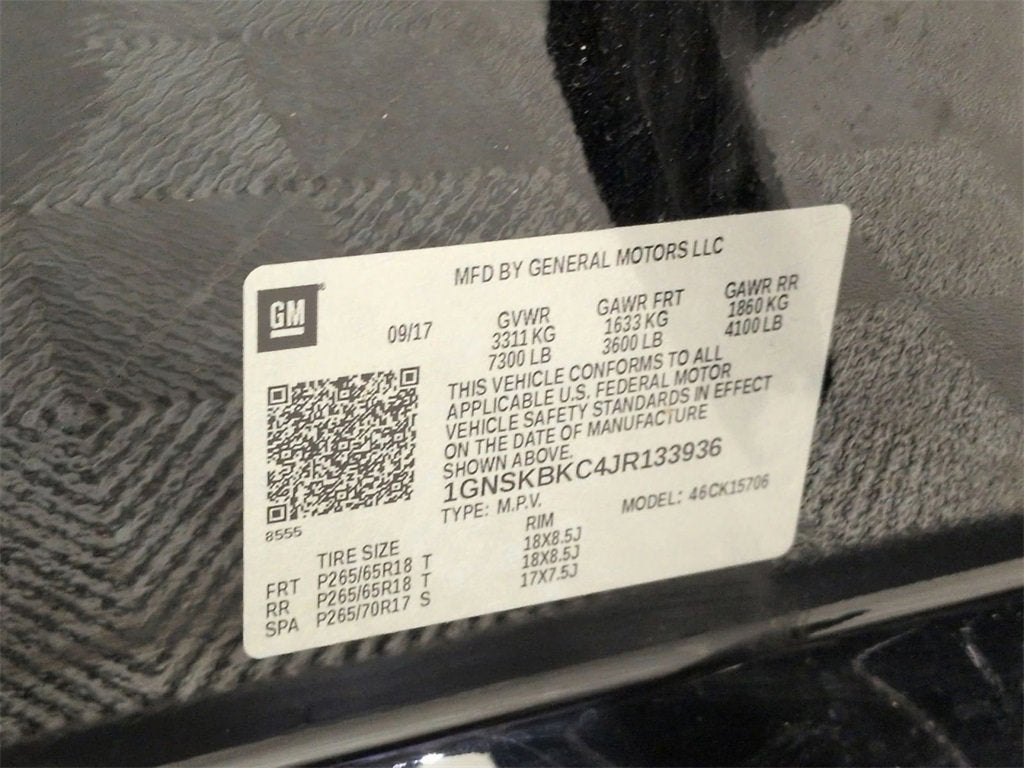 MFD BY GENERAL MOTORS LLC
GM
09/17
GVWR GAWR FRT GAWR RR
3311 KG 1633 KG 1860 KG
7300 LB 3600 LB 4100 LB
THIS VEHICLE CONFORMS TO ALL
APPLICABLE U.S. FEDERAL MOTOR
VEHICLE SAFETY STANDARDS IN EFFECT
ON THE DATE OF MANUFACTURE
SHOWN ABOVE.
1GNSKBKC4JR133936
TYPE: M.P.V. MODEL: 46CK15706
8555
TIRE SIZE RIM
FRT P265/65R18 T 18X8.5J
RR P265/65R18 T 18X8.5J
SPA P265/70R17 S 17X7.5J